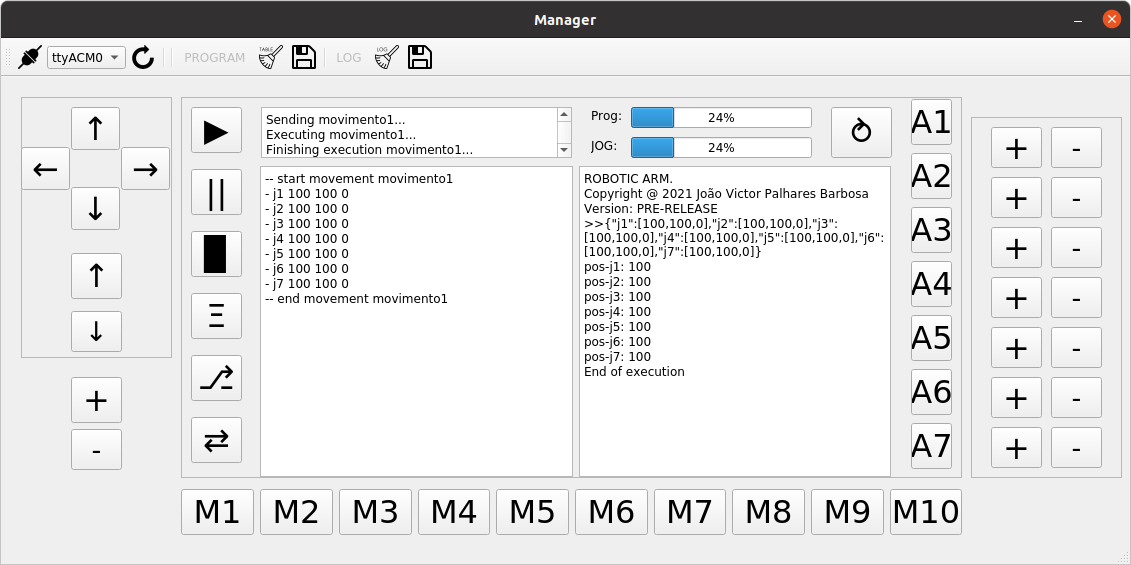 Manager
ttyACM0
PROGRAM
TABLE
LOG
LOG
Sending movimento1...
Executing movimento1...
Finishing execution movimento1...
Prog:
24%
JOG:
24%
-- start movement movimento1
- j1 100 100 0
- j2 100 100 0
- j3 100 100 0
- j4 100 100 0
- j5 100 100 0
- j6 100 100 0
- j7 100 100 0
-- end movement movimento1
ROBOTIC ARM.
Copyright @ 2021 João Victor Palhares Barbosa
Version: PRE-RELEASE
>>{"j1":[100,100,0],"j2":[100,100,0],"j3":
[100,100,0],"j4":[100,100,0],"j5":[100,100,0],"j6":
[100,100,0],"j7":[100,100,0]}
pos-j1: 100
pos-j2: 100
pos-j3: 100
pos-j4: 100
pos-j5: 100
pos-j6: 100
pos-j7: 100
End of execution
A1
A2
A3
A4
A5
A6
A7
+ -
+ -
+ -
+ -
+ -
+ -
+ -
+
-
M1 M2 M3 M4 M5 M6 M7 M8 M9 M10